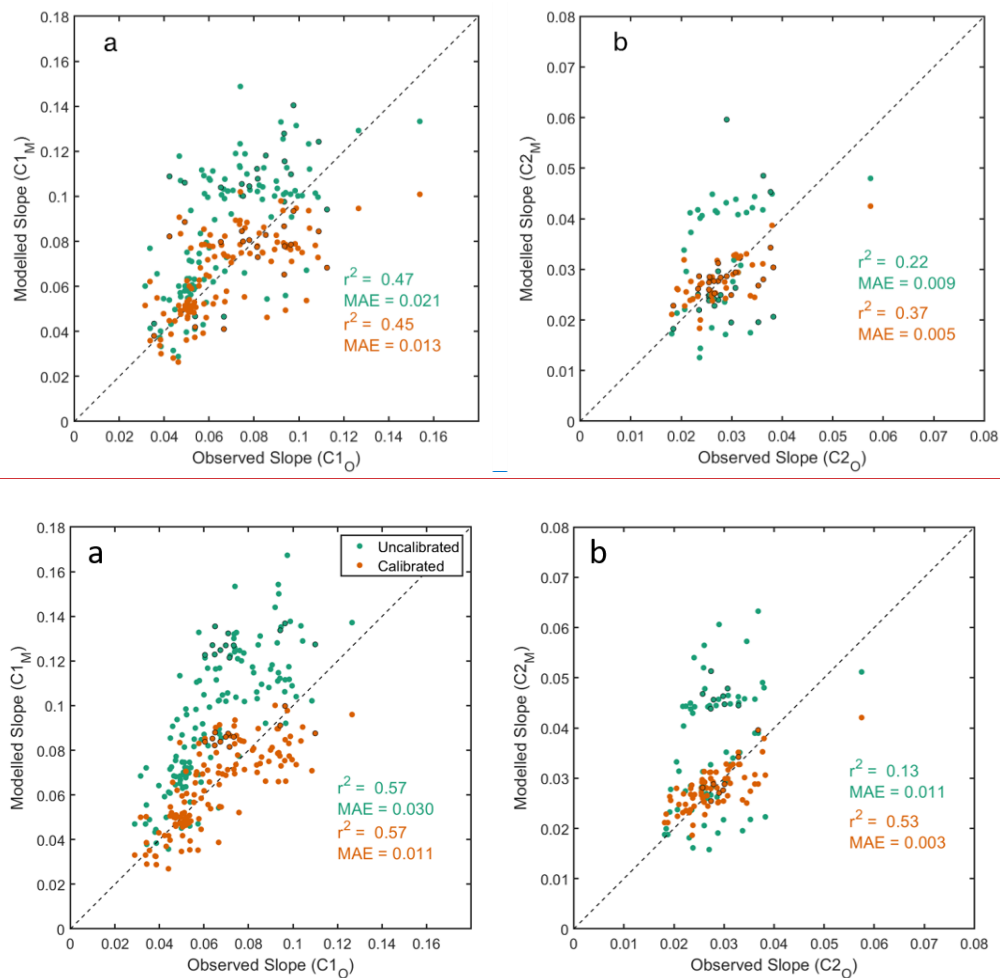 a
0.18
0.16
0.14
0.12
0.1
0.08
0.06
0.04
0.02
0
Modelled Slope (C1_M)
r² = 0.47
MAE = 0.021
r² = 0.45
MAE = 0.013
0 0.02 0.04 0.06 0.08 0.1 0.12 0.14 0.16
Observed Slope (C1_O)
b
0.08
0.07
0.06
0.05
0.04
0.03
0.02
0.01
0
Modelled Slope (C2_M)
r² = 0.22
MAE = 0.009
r² = 0.37
MAE = 0.005
0 0.01 0.02 0.03 0.04 0.05 0.06 0.07 0.08
Observed Slope (C2_O)
a
Uncalibrated
Calibrated
0.18
0.16
0.14
0.12
0.1
0.08
0.06
0.04
0.02
0
Modelled Slope (C1_M)
r² = 0.57
MAE = 0.030
r² = 0.57
MAE = 0.011
0 0.02 0.04 0.06 0.08 0.1 0.12 0.14 0.16
Observed Slope (C1_O)
b
0.08
0.07
0.06
0.05
0.04
0.03
0.02
0.01
0
Modelled Slope (C2_M)
r² = 0.13
MAE = 0.011
r² = 0.53
MAE = 0.003
0 0.01 0.02 0.03 0.04 0.05 0.06 0.07 0.08
Observed Slope (C2_O)